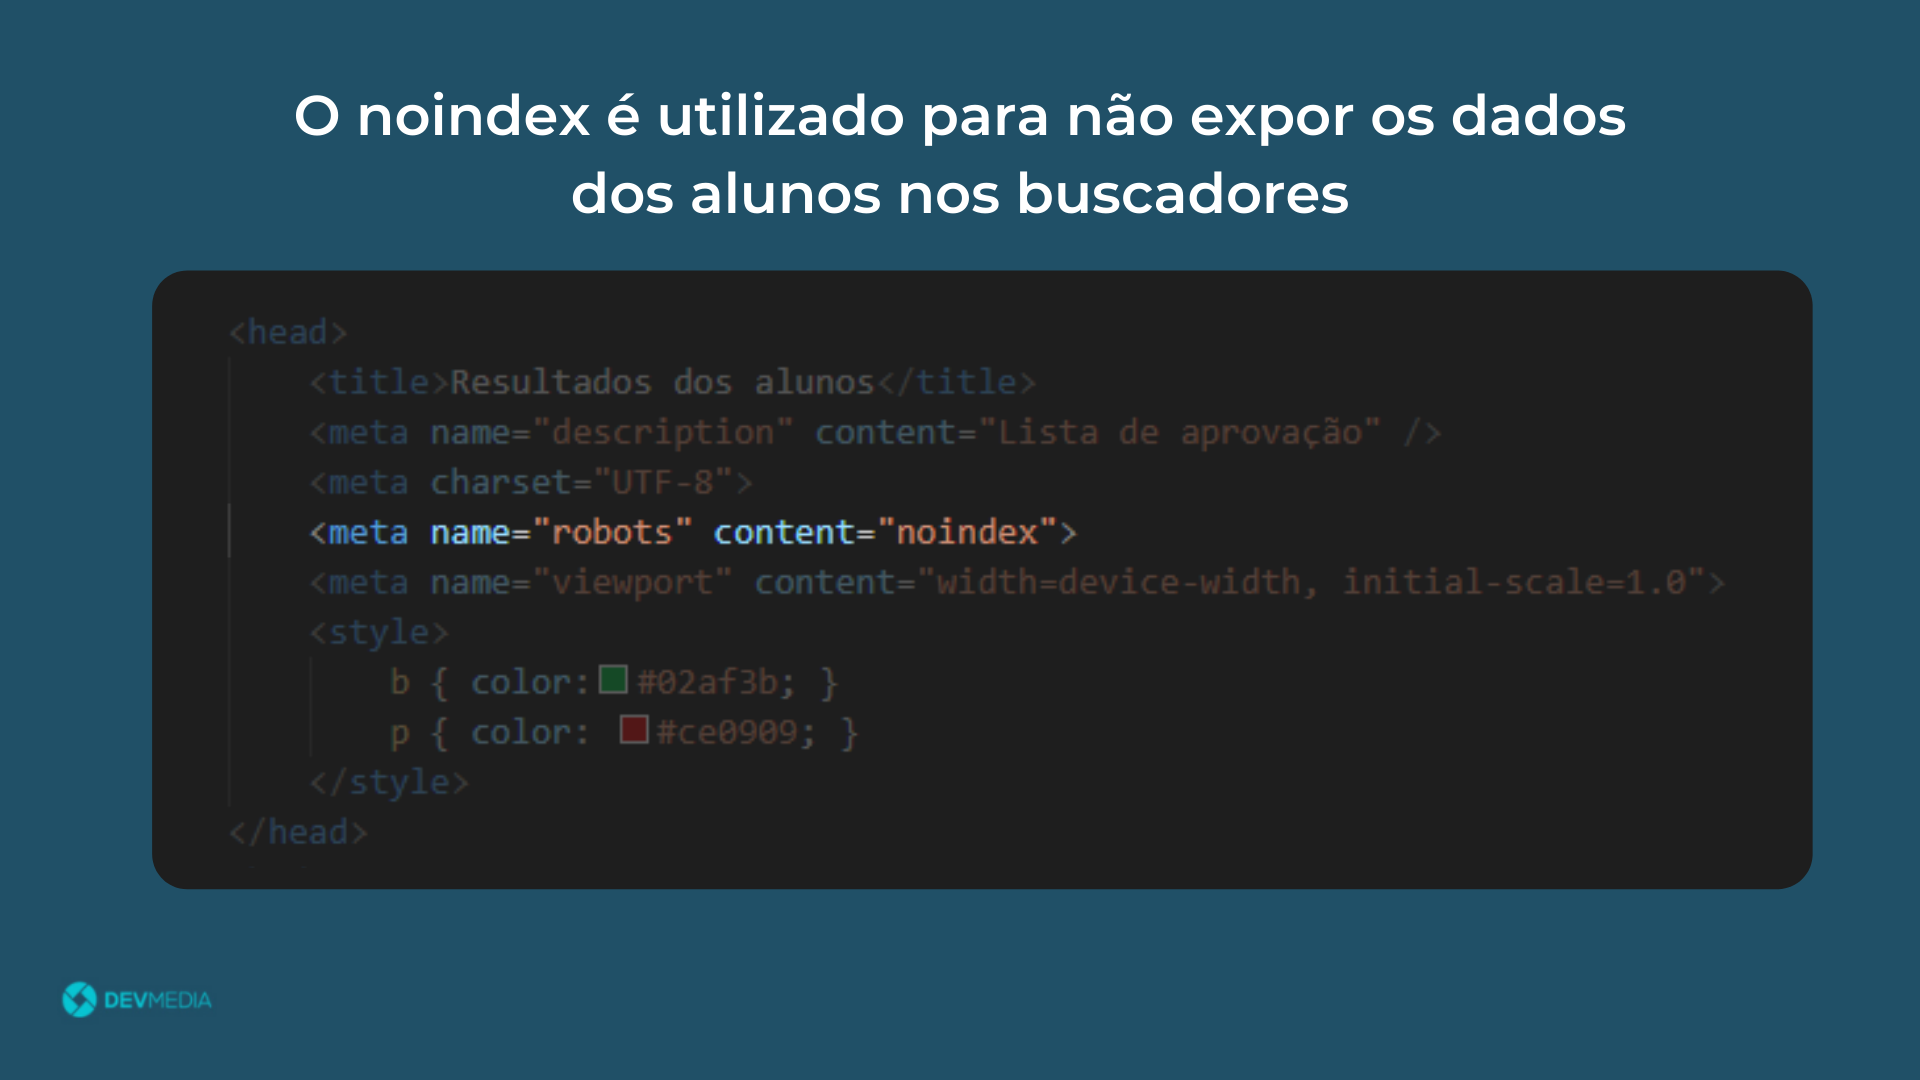 O noindex é utilizado para não expor os dados
dos alunos nos buscadores
<head>
<title>Resultados dos alunos</title>
<meta name="description" content="Lista de aprovação" />
<meta charset="UTF-8">
<meta name="robots" content="noindex">
<meta name="viewport" content="width=device-width, initial-scale=1.0">
<style>
b { color:#02af3b; }
p { color: #ce0909; }
</style>
</head>
DEVMEDIA